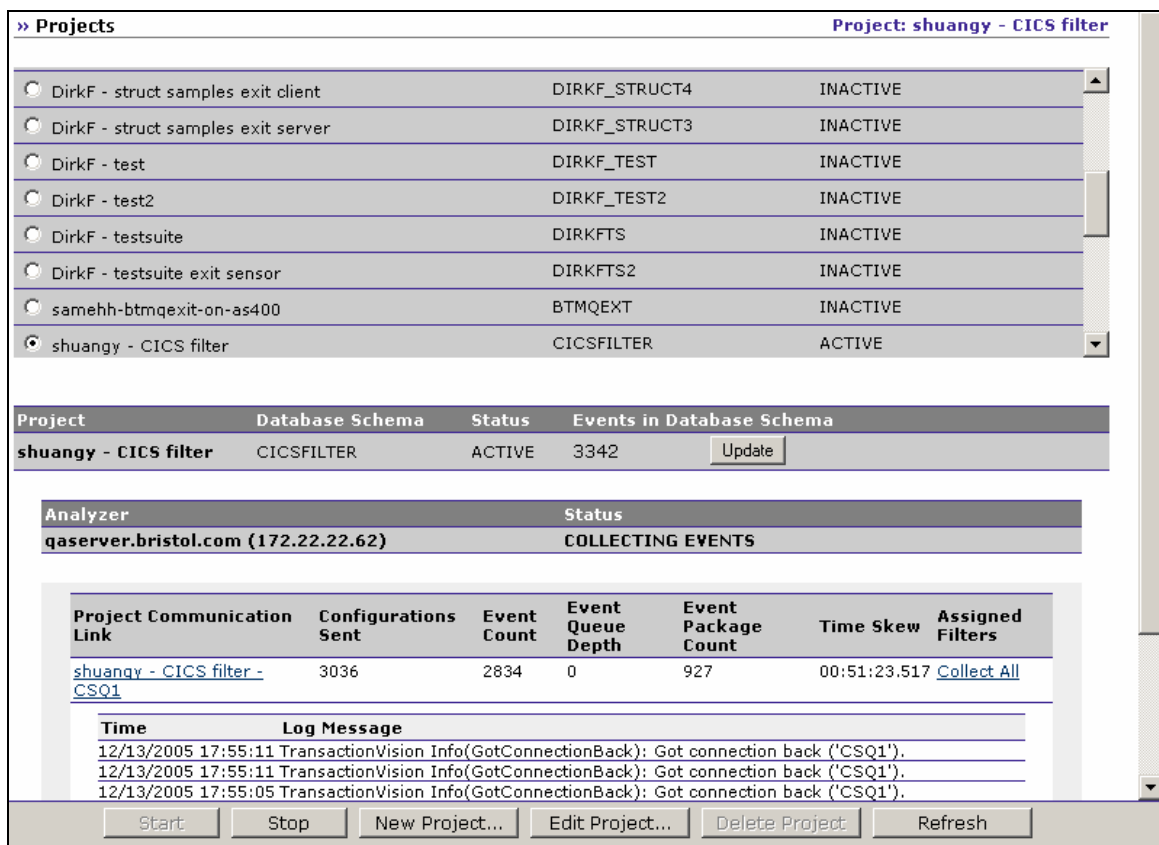 » Projects Project: shuangy - CICS filter
DirkF - struct samples exit client DIRKF_STRUCT4 INACTIVE
DirkF - struct samples exit server DIRKF_STRUCT3 INACTIVE
DirkF - test DIRKF_TEST INACTIVE
DirkF - test2 DIRKF_TEST2 INACTIVE
DirkF - testsuite DIRKFTS INACTIVE
DirkF - testsuite exit sensor DIRKFTS2 INACTIVE
samehh-btmqexit-on-as400 BTMQEXT INACTIVE
shuangy - CICS filter CICSFILTER ACTIVE
Project Database Schema Status Events in Database Schema
shuangy - CICS filter CICSFILTER ACTIVE 3342 Update
Analyzer Status
qaserver.bristol.com (172.22.22.62) COLLECTING EVENTS
Project Communication Link Configurations Sent Event Count Event Queue Depth Event Package Count Time Skew Assigned Filters
shuangy - CICS filter - CSQ1 3036 2834 0 927 00:51:23.517 Collect All
Time Log Message
12/13/2005 17:55:11 TransactionVision Info(GotConnectionBack): Got connection back ('CSQ1').
12/13/2005 17:55:11 TransactionVision Info(GotConnectionBack): Got connection back ('CSQ1').
12/13/2005 17:55:05 TransactionVision Info(GotConnectionBack): Got connection back ('CSQ1').
Start Stop New Project... Edit Project... Delete Project Refresh